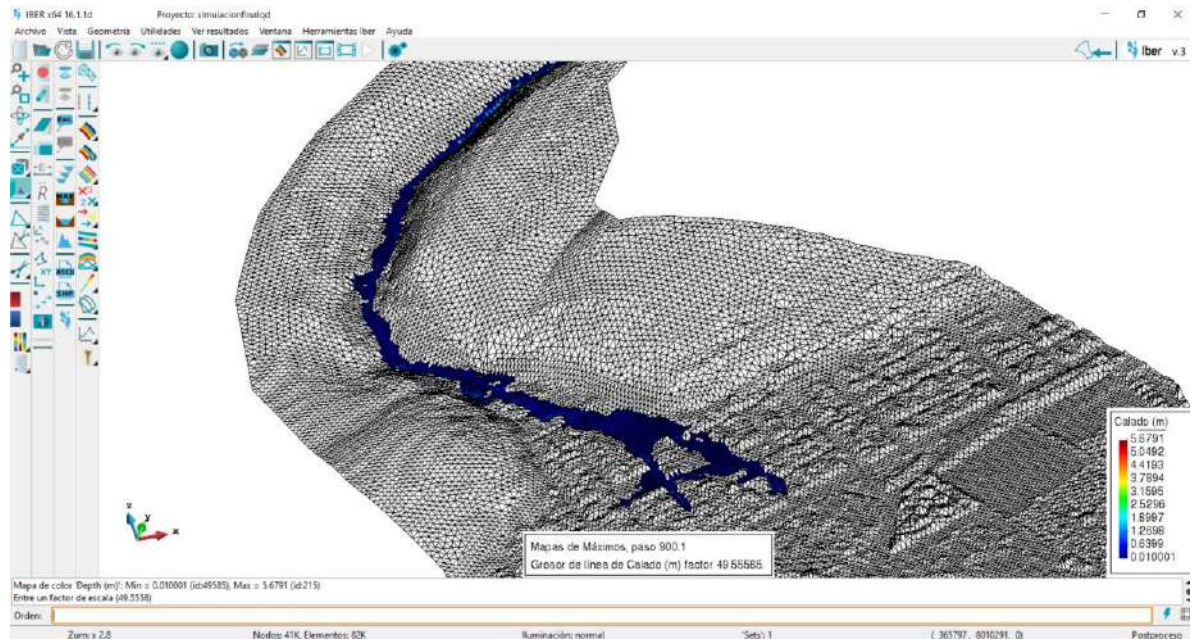 IBER x64 16.1.1d Proyecto: simulacionfinalqd
Archivo Vista Geometria Utilidades Ver resultados Ventana Herramientas Iber Ayuda
Iber v.3
Calado (m)
5.6791
5.0492
4.4193
3.7894
3.1595
2.5296
1.8997
1.2698
0.6399
0.010001
z
y
x
Mapas de Máximos, paso 900.1
Grosor de línea de Calado (m) factor 49.55585.
Mapa de color 'Depth (m)': Min = 0.010001 (id:49585), Max = 5.6791 (id:215)
Entre un factor de escala (49.5558)
Orden:
Zum: x 2.8 Nodos: 41K, Elementos: 82K Iluminación: normal 'Sets': 1 ( 365797, 8010291, 0) Postproceso